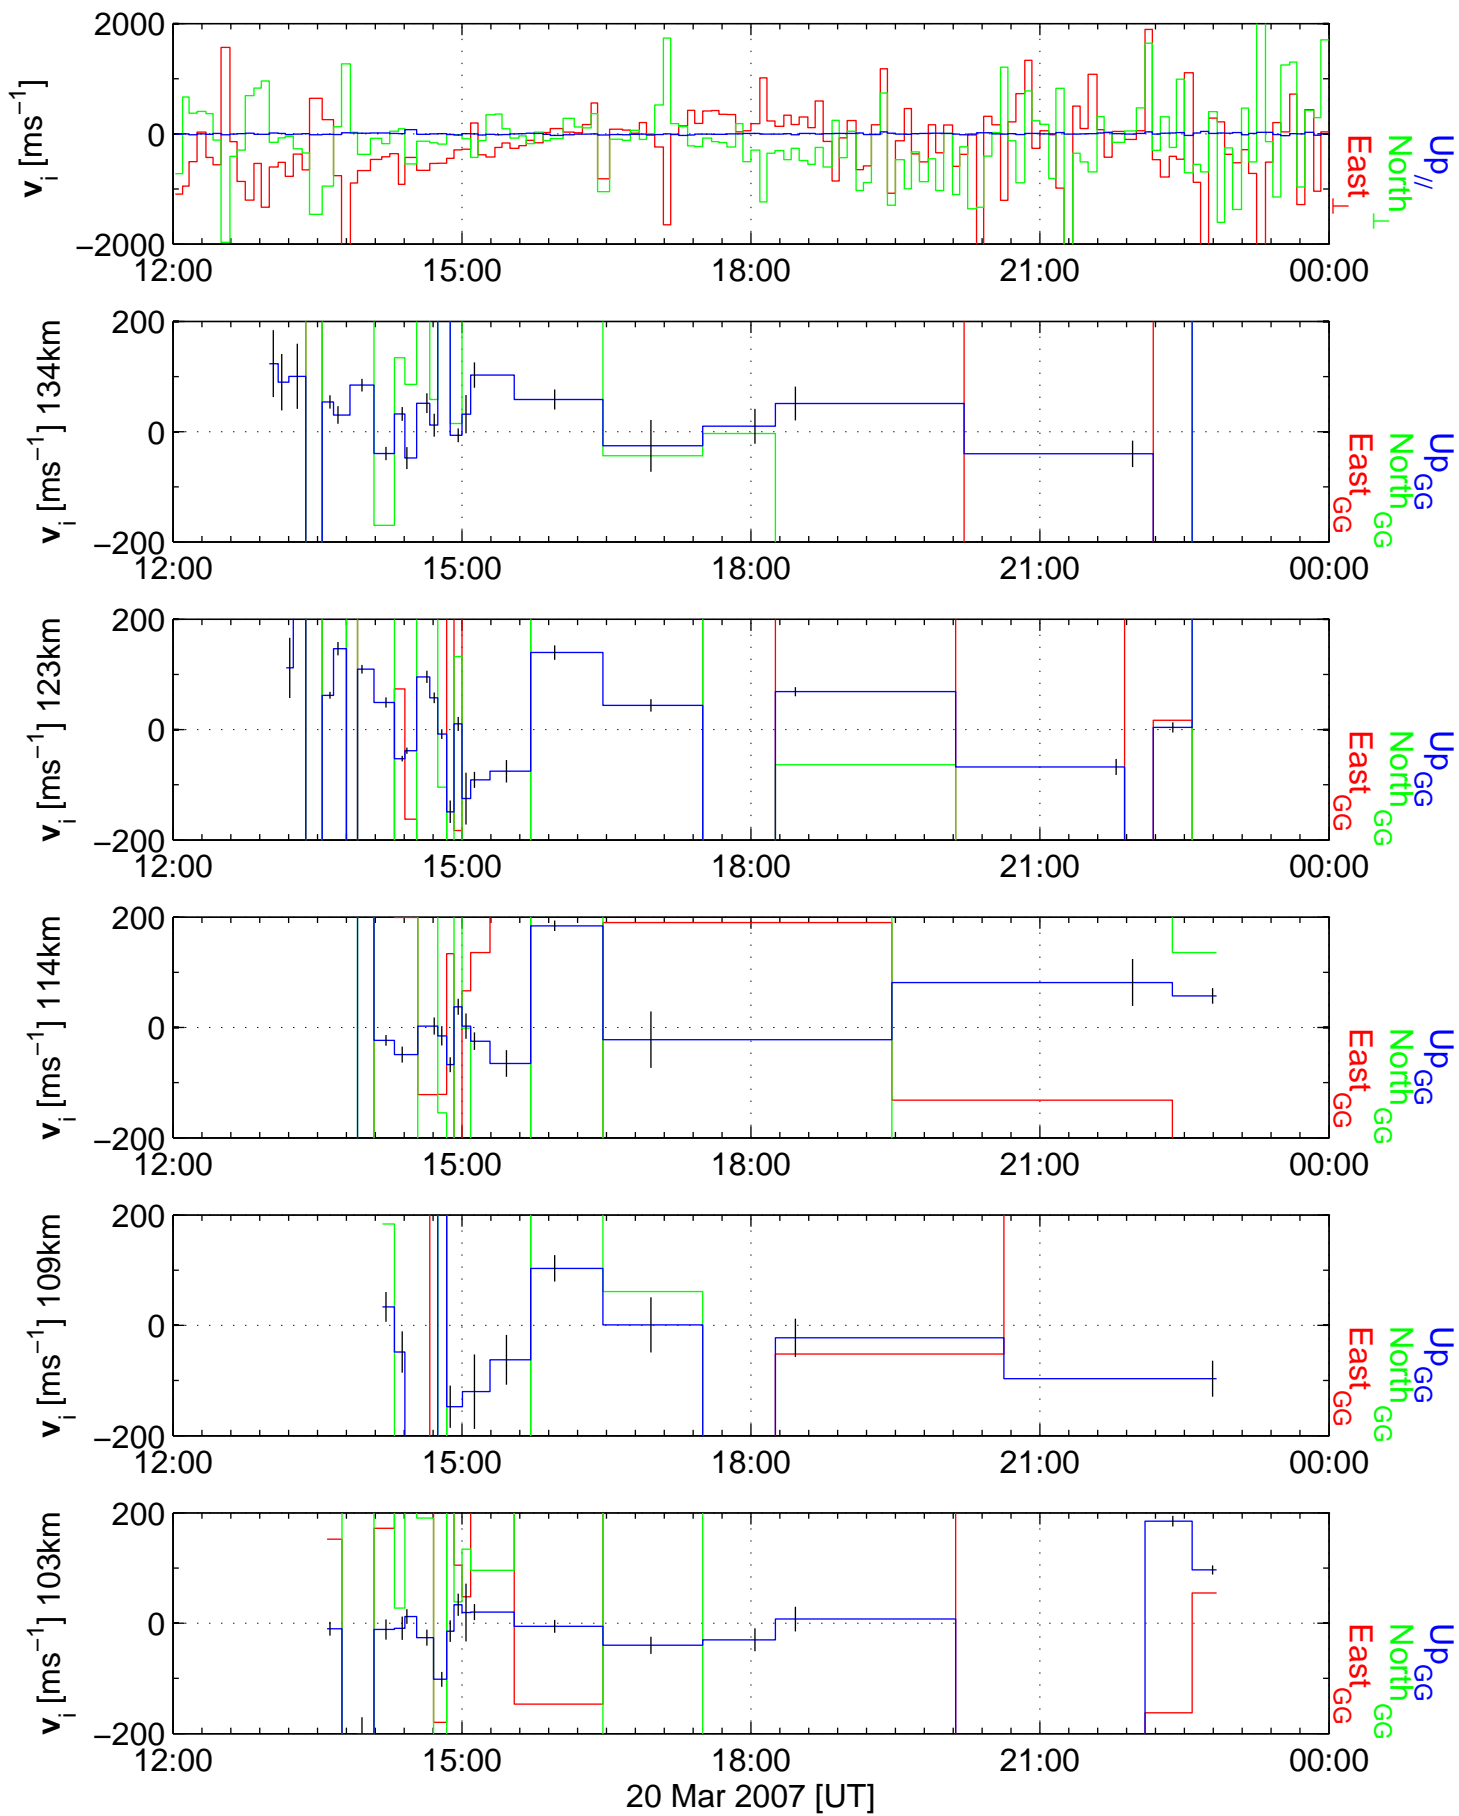 2000
0
−2000
v_i [ms^−1]
12:00 15:00 18:00 21:00 00:00
East_⊥
North_⊥
Up_//
200
0
−200
v_i [ms^−1] 134km
12:00 15:00 18:00 21:00 00:00
East_GG
North_GG
Up_GG
200
0
−200
v_i [ms^−1] 123km
12:00 15:00 18:00 21:00 00:00
East_GG
North_GG
Up_GG
200
0
−200
v_i [ms^−1] 114km
12:00 15:00 18:00 21:00 00:00
East_GG
North_GG
Up_GG
200
0
−200
v_i [ms^−1] 109km
12:00 15:00 18:00 21:00 00:00
East_GG
North_GG
Up_GG
200
0
−200
v_i [ms^−1] 103km
12:00 15:00 18:00 21:00 00:00
East_GG
North_GG
Up_GG
20 Mar 2007 [UT]